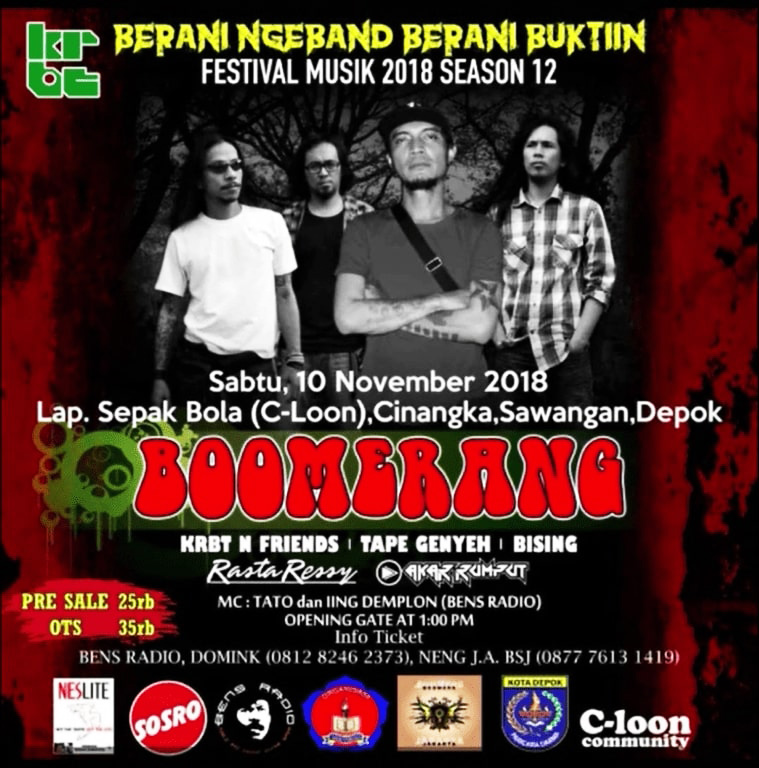 krbt
BERANI NGEBAND BERANI BUKTIIN
FESTIVAL MUSIK 2018 SEASON 12
Sabtu, 10 November 2018
Lap. Sepak Bola (C-Loon),Cinangka,Sawangan,Depok
BOOMERANG
KRBT N FRIENDS | TAPE GENYEH | BISING
RastaRessy AKAR RUMPUT
PRE SALE 25rb
OTS 35rb
MC : TATO dan IING DEMPLON (BENS RADIO)
OPENING GATE AT 1:00 PM
Info Ticket
BENS RADIO, DOMINK (0812 8246 2373), NENG J.A. BSJ (0877 7613 1419)
NESLITE
SOSRO
BENS RADIO
BOOMERS
JAKARTA
KOTA DEPOK
C-loon
community